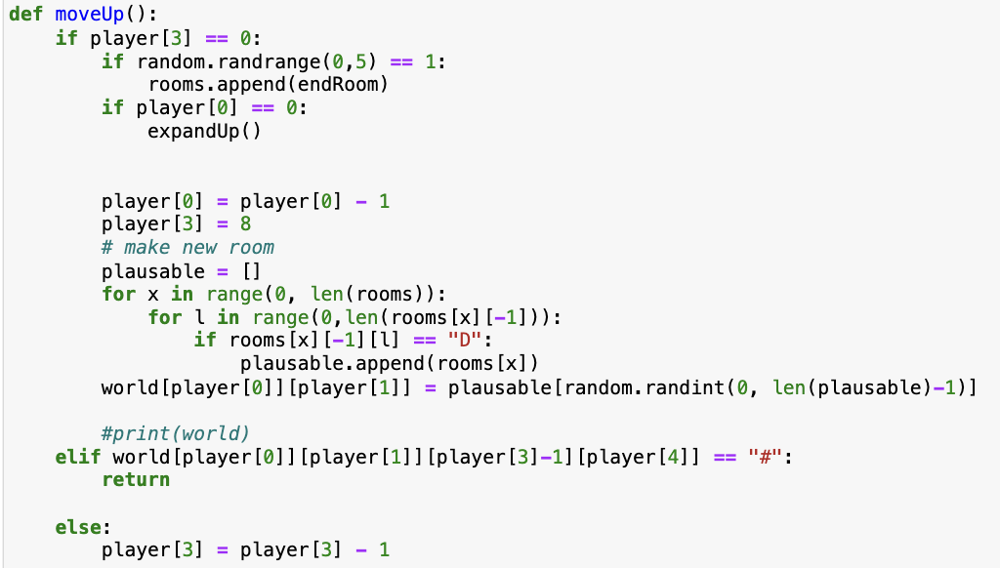 def moveUp():
    if player[3] == 0:
        if random.randrange(0,5) == 1:
            rooms.append(endRoom)
        if player[0] == 0:
            expandUp()
        player[0] = player[0] - 1
        player[3] = 8
        # make new room
        plausable = []
        for x in range(0, len(rooms)):
            for l in range(0,len(rooms[x][-1])):
                if rooms[x][-1][l] == "D":
                    plausable.append(rooms[x])
        world[player[0]][player[1]] = plausable[random.randint(0, len(plausable)-1)]
        #print(world)
    elif world[player[0]][player[1]][player[3]-1][player[4]] == "#":
        return
    else:
        player[3] = player[3] - 1